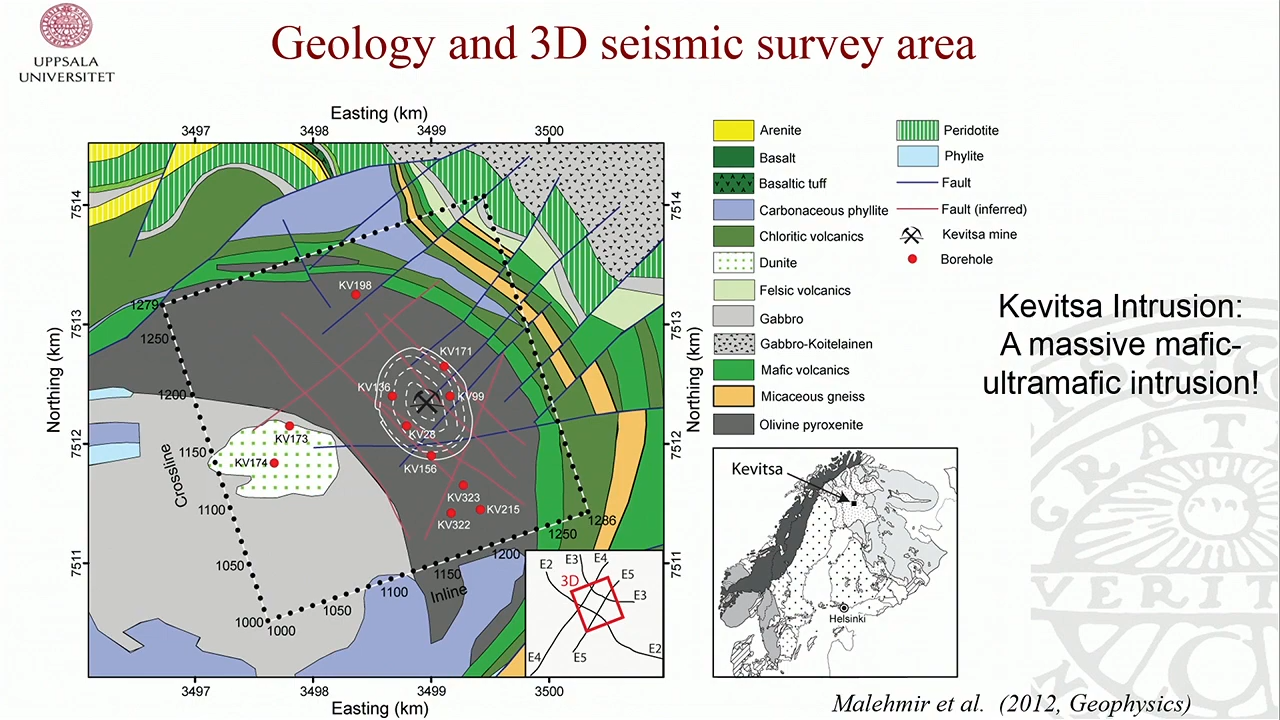 UPPSALA
UNIVERSITET
Geology and 3D seismic survey area
Easting (km)
3497 3498 3499 3500
Northing (km)
7514
7513
7512
7511
7514
7513
7512
7511
Northing (km)
1279
1250
1200
1150
1100
1050
1000
Crossline
1000
1050
1100
1150
1200
1250
1286
Inline
KV198
KV171
KV136
KV99
KV28
KV173
KV174
KV156
KV323
KV215
KV322
E2 E3 E4
3D E5
E3
E4 E5 E2
3497 3498 3499 3500
Easting (km)
Arenite
Basalt
Basaltic tuff
Carbonaceous phyllite
Chloritic volcanics
Dunite
Felsic volcanics
Gabbro
Gabbro-Koitelainen
Mafic volcanics
Micaceous gneiss
Olivine pyroxenite
Peridotite
Phylite
Fault
Fault (inferred)
Kevitsa mine
Borehole
Kevitsa
Helsinki
Kevitsa Intrusion:
A massive mafic-
ultramafic intrusion!
Malehmir et al. (2012, Geophysics)